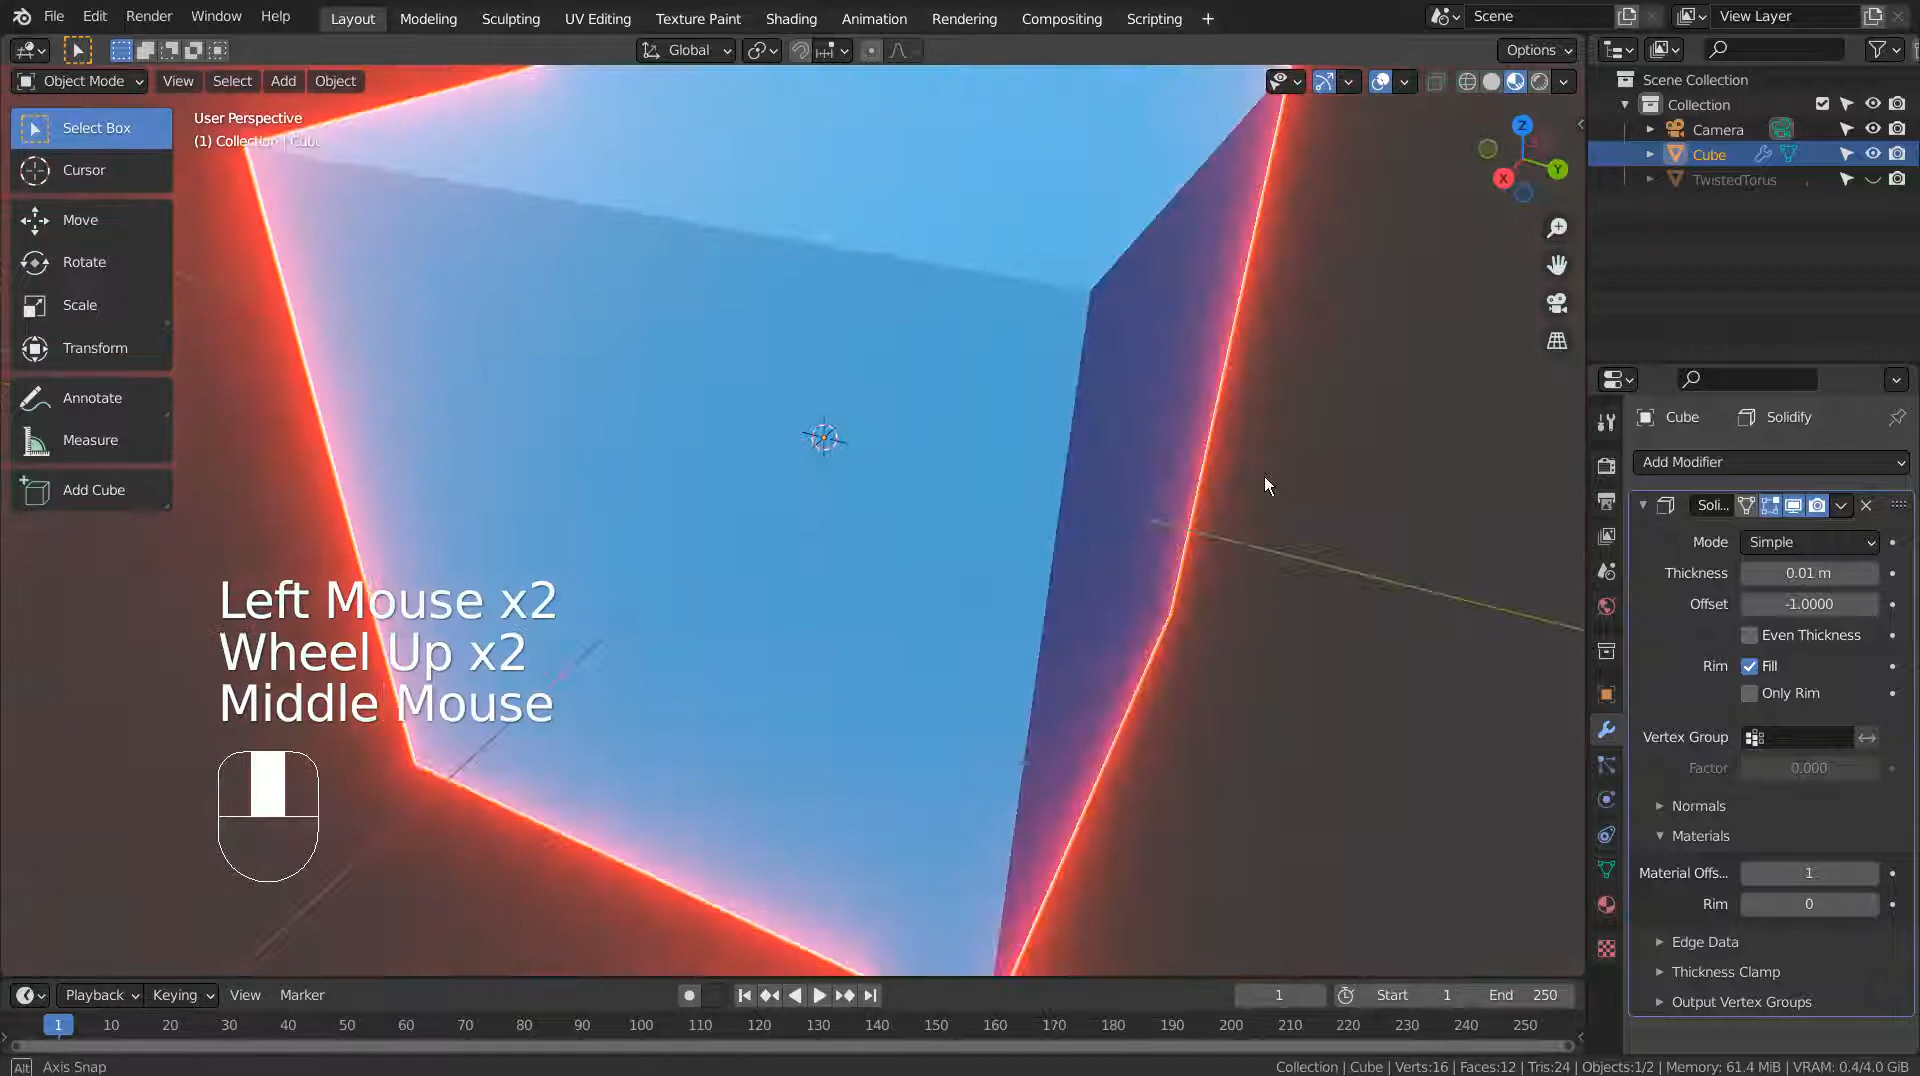 File Edit Render Window Help Layout Modeling Sculpting UV Editing Texture Paint Shading Animation Rendering Compositing Scripting + Scene View Layer
Global Options
Object Mode View Select Add Object
Scene Collection
Collection
Camera
Cube
TwistedTorus
Select Box
Cursor
Move
Rotate
Scale
Transform
Annotate
Measure
Add Cube
User Perspective
(1) Collection | Cube
Z
Y
X
Left Mouse x2
Wheel Up x2
Middle Mouse
Cube Solidify
Add Modifier
Soli...
Mode Simple
Thickness 0.01 m
Offset -1.0000
Even Thickness
Rim Fill
Only Rim
Vertex Group
Factor 0.000
Normals
Materials
Material Offs... 1
Rim 0
Edge Data
Thickness Clamp
Output Vertex Groups
Playback Keying View Marker 1 Start 1 End 250
1 10 20 30 40 50 60 70 80 90 100 110 120 130 140 150 160 170 180 190 200 210 220 230 240 250
Alt Axis Snap
Collection | Cube | Verts:16 | Faces:12 | Tris:24 | Objects:1/2 | Memory: 61.4 MiB | VRAM: 0.4/4.0 GiB